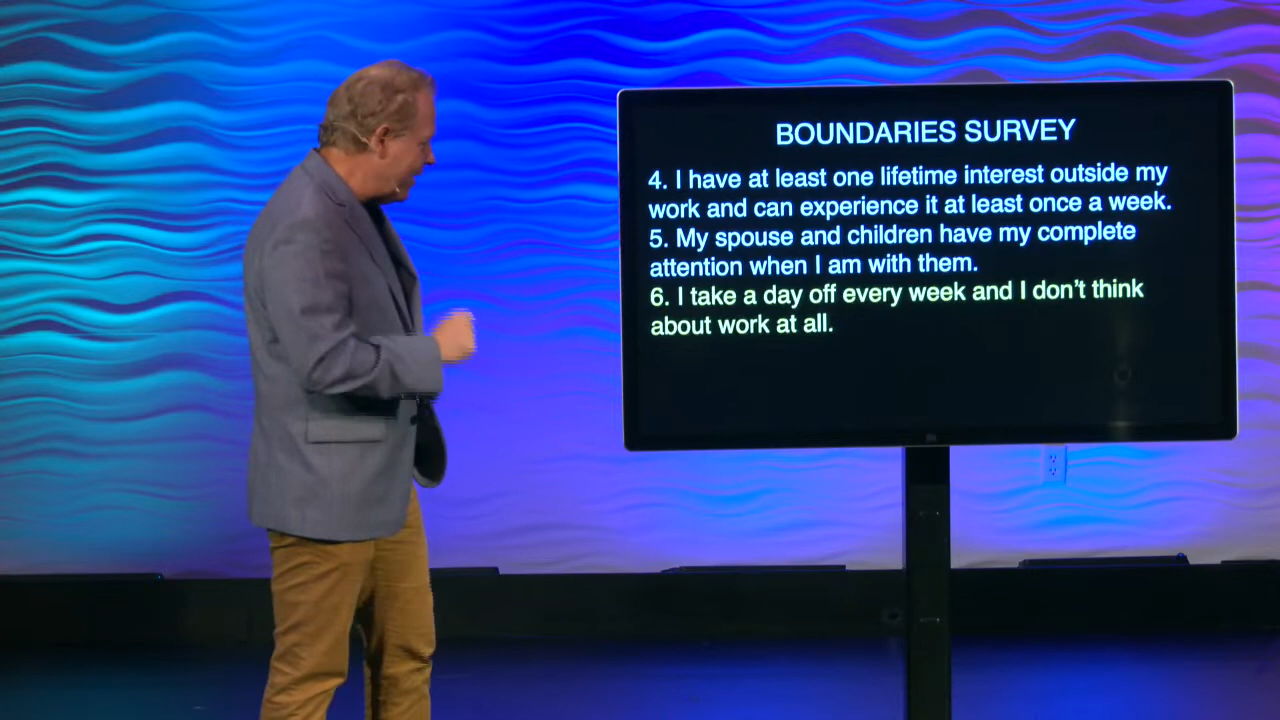 BOUNDARIES SURVEY
4. I have at least one lifetime interest outside my
work and can experience it at least once a week.
5. My spouse and children have my complete
attention when I am with them.
6. I take a day off every week and I don't think
about work at all.